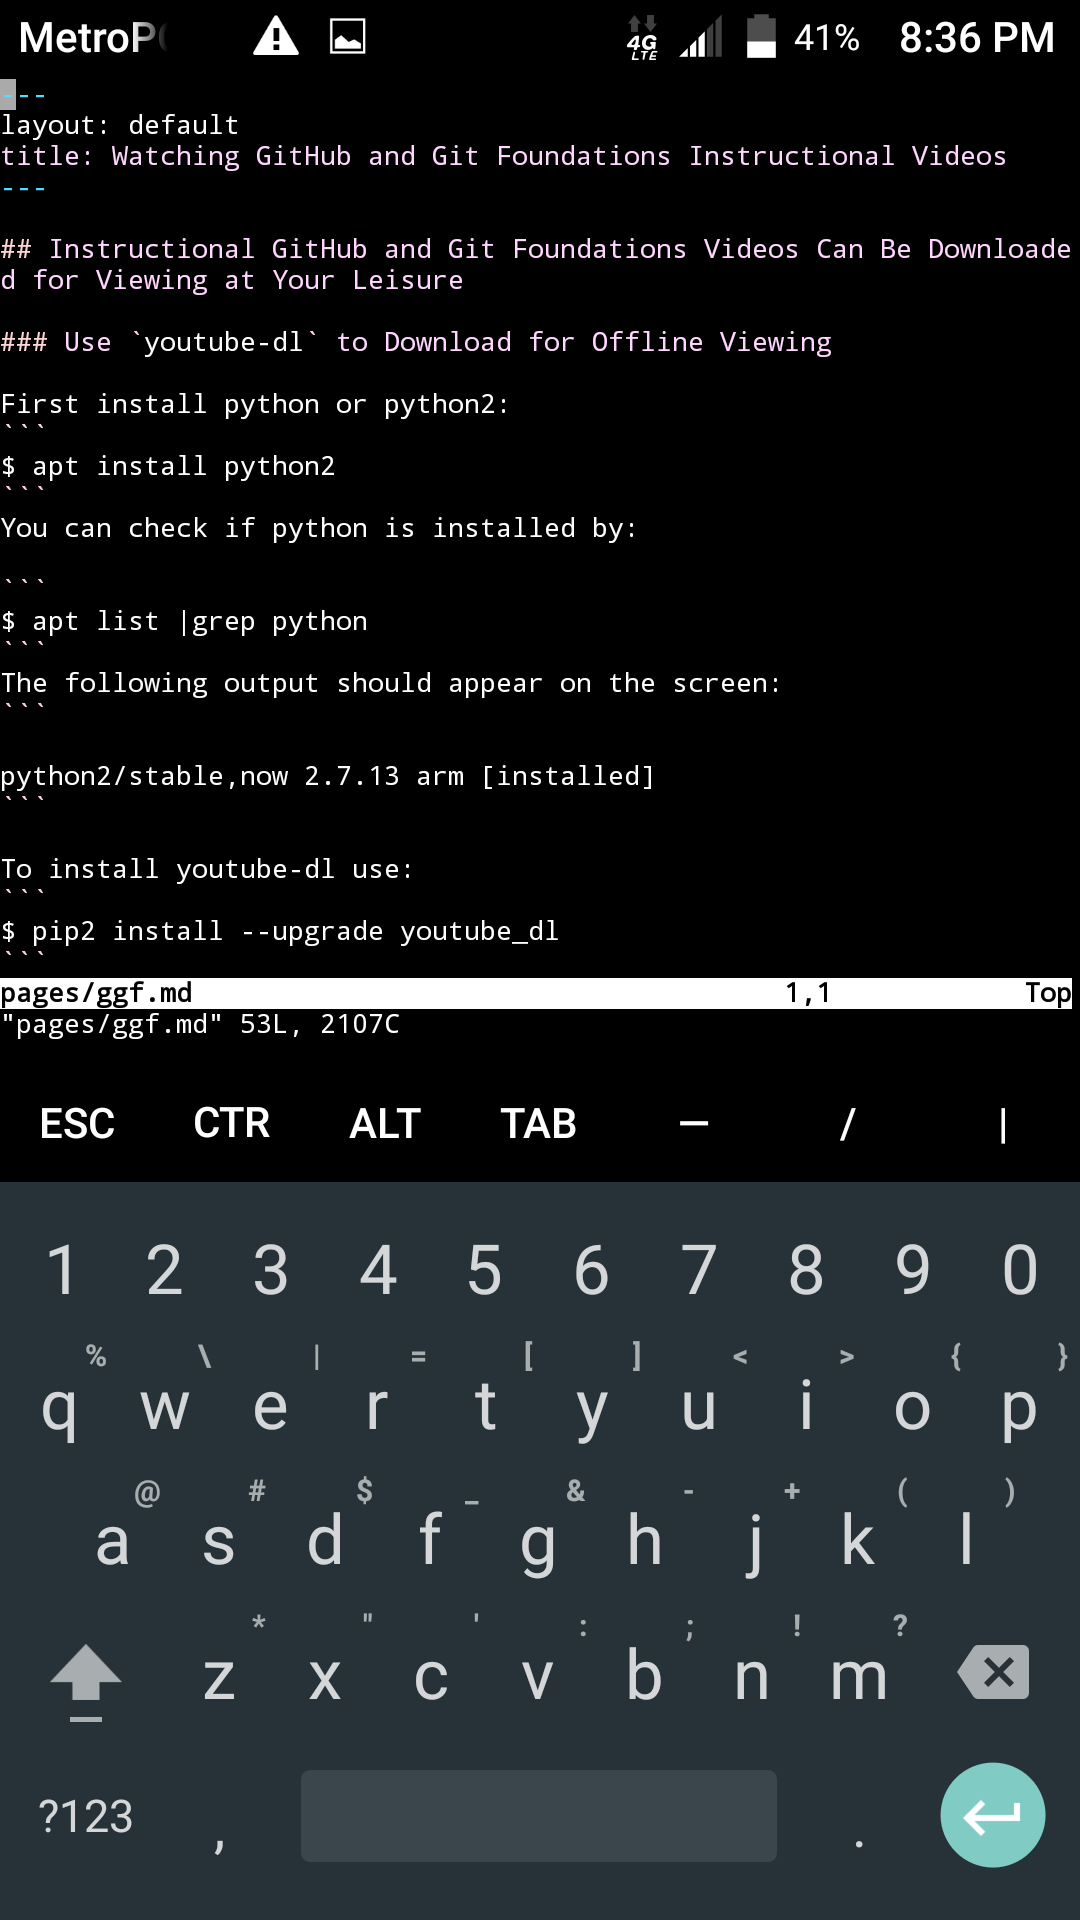 MetroP 4G LTE 41% 8:36 PM
---
layout: default
title: Watching GitHub and Git Foundations Instructional Videos
---
## Instructional GitHub and Git Foundations Videos Can Be Downloade
d for Viewing at Your Leisure
### Use `youtube-dl` to Download for Offline Viewing
First install python or python2:
```
$ apt install python2
```
You can check if python is installed by:
```
$ apt list |grep python
```
The following output should appear on the screen:
```
python2/stable,now 2.7.13 arm [installed]
```
To install youtube-dl use:
```
$ pip2 install --upgrade youtube_dl
```
pages/ggf.md 1,1 Top
"pages/ggf.md" 53L, 2107C
ESC CTR ALT TAB — / |
1 2 3 4 5 6 7 8 9 0
% \ | = [ ] < > { }
q w e r t y u i o p
@ # $ _ & - + ( )
a s d f g h j k l
* " ' : ; ! ?
z x c v b n m
?123 , .